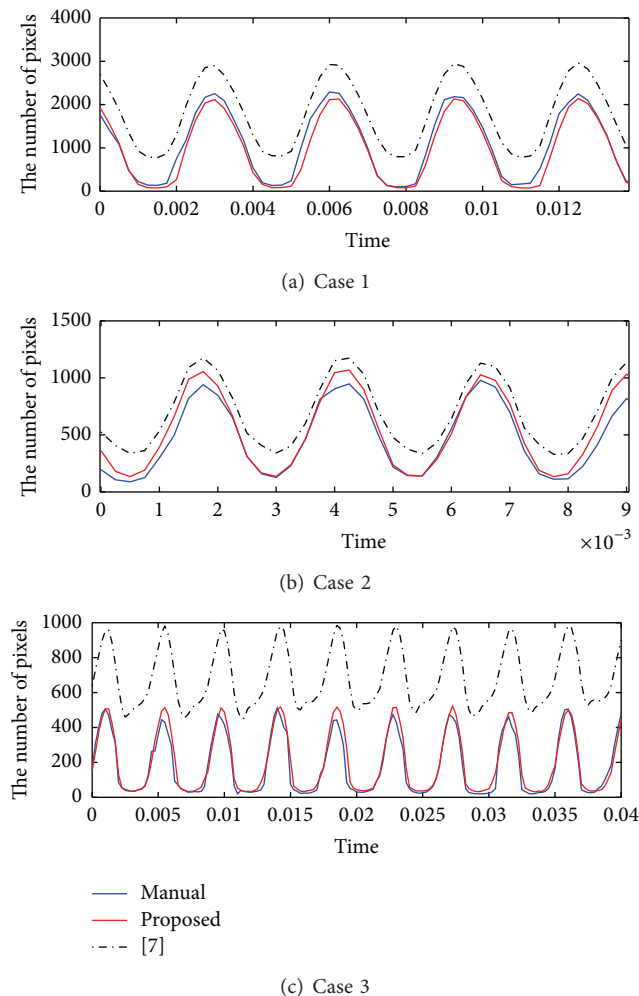 4000
3000
2000
1000
0
The number of pixels
0 0.002 0.004 0.006 0.008 0.01 0.012
Time
(a) Case 1
1500
1000
500
0
The number of pixels
0 1 2 3 4 5 6 7 8 9
×10−3
Time
(b) Case 2
1000
800
600
400
200
0
The number of pixels
0 0.005 0.01 0.015 0.02 0.025 0.03 0.035 0.04
Time
Manual
Proposed
[7]
(c) Case 3